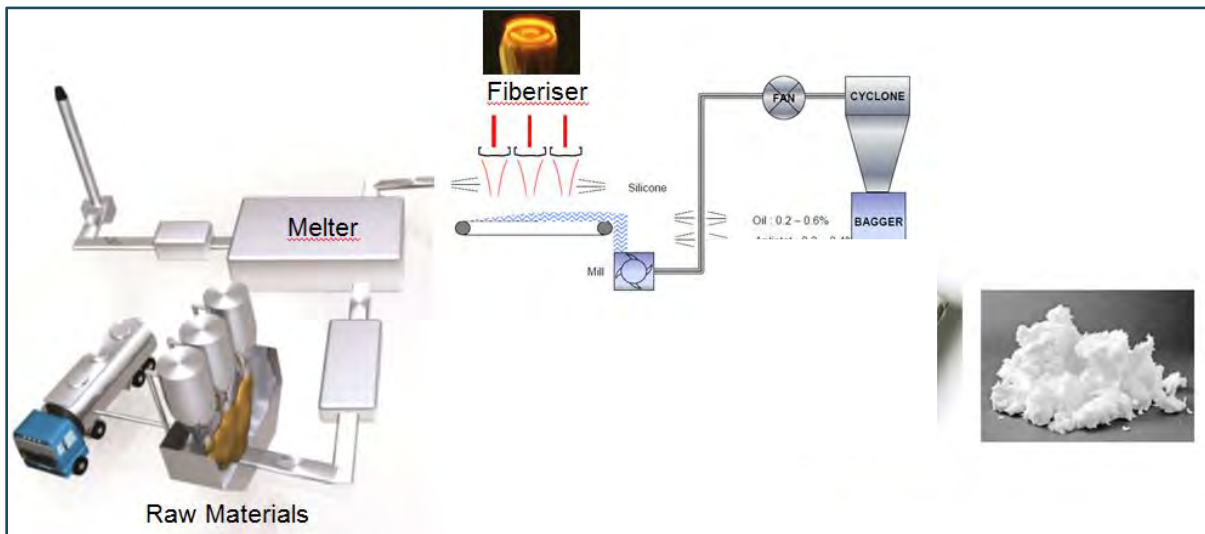 Fiberiser
FAN
CYCLONE
Silicone
Melter
Oil : 0.2 – 0.6%
BAGGER
Mill
Raw Materials